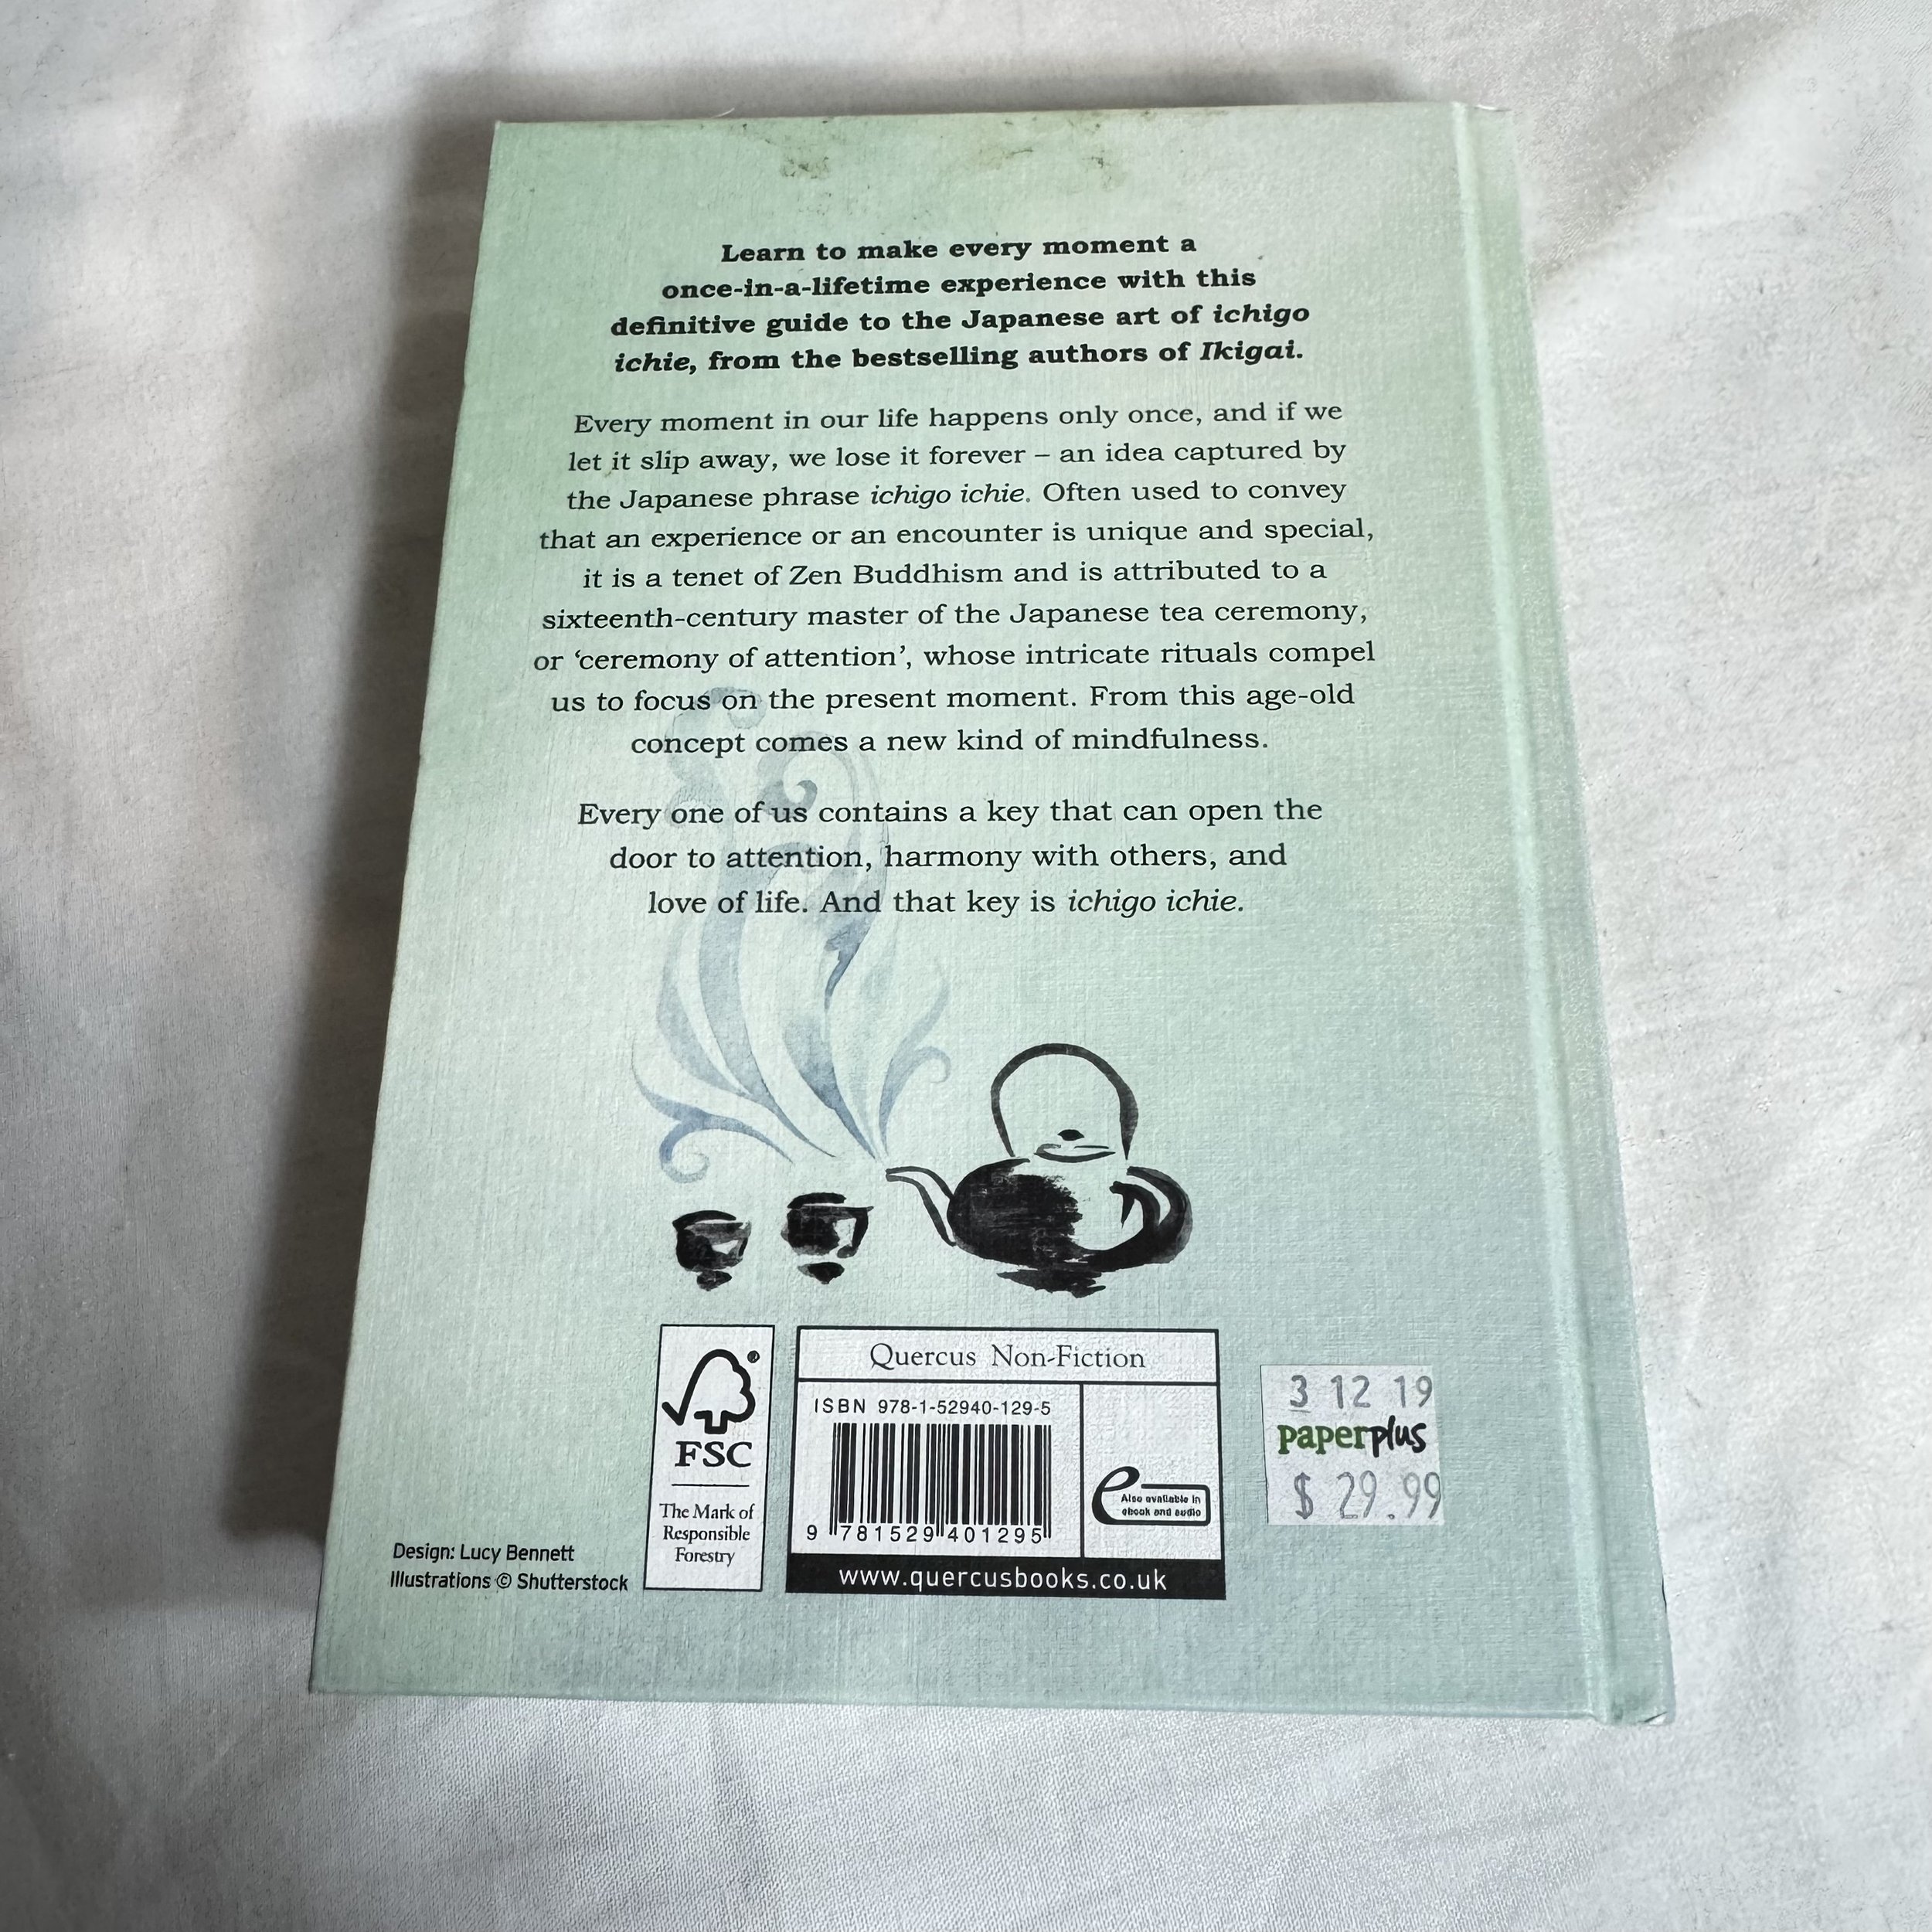 Learn to make every moment a
once-in-a-lifetime experience with this
definitive guide to the Japanese art of ichigo
ichie, from the bestselling authors of Ikigai.
Every moment in our life happens only once, and if we
let it slip away, we lose it forever – an idea captured by
the Japanese phrase ichigo ichie. Often used to convey
that an experience or an encounter is unique and special,
it is a tenet of Zen Buddhism and is attributed to a
sixteenth-century master of the Japanese tea ceremony,
or ‘ceremony of attention’, whose intricate rituals compel
us to focus on the present moment. From this age-old
concept comes a new kind of mindfulness.
Every one of us contains a key that can open the
door to attention, harmony with others, and
love of life. And that key is ichigo ichie.
Design: Lucy Bennett
Illustrations © Shutterstock
®
FSC
The Mark of
Responsible
Forestry
Quercus Non-Fiction
ISBN 978-1-52940-129-5
9 781529 401295
e
Also available in
ebook and audio
www.quercusbooks.co.uk
3 12 19
paperplus
$ 29.99